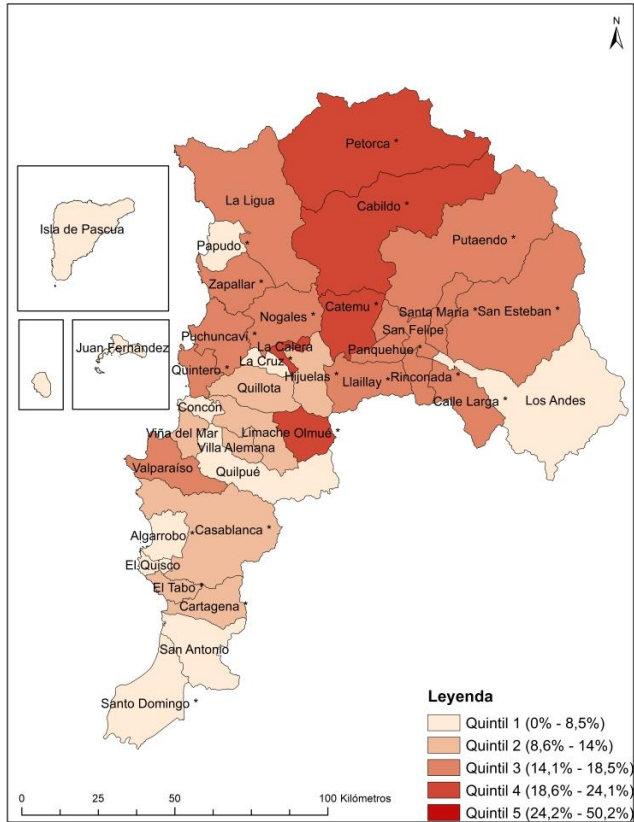 N
Petorca *
La Ligua
Cabildo *
Isla de Pascua
Putaendo *
Papudo *
Zapallar *
Catemu *
Santa María *
San Esteban *
Nogales *
San Felipe
Puchuncaví *
La Calera
Juan Fernández
Panquehue *
La Cruz *
Quintero *
Hijuelas *
Llaillay *
Rinconada *
Quillota
Calle Larga *
Los Andes
Concón
Viña del Mar
Limache
Olmué *
Villa Alemana
Valparaíso
Quilpué
Algarrobo *
Casablanca *
El Quisco
El Tabo *
Cartagena *
San Antonio
Santo Domingo *
Leyenda
Quintil 1 (0% - 8,5%)
Quintil 2 (8,6% - 14%)
Quintil 3 (14,1% - 18,5%)
Quintil 4 (18,6% - 24,1%)
Quintil 5 (24,2% - 50,2%)
0 25 50 100 Kilómetros